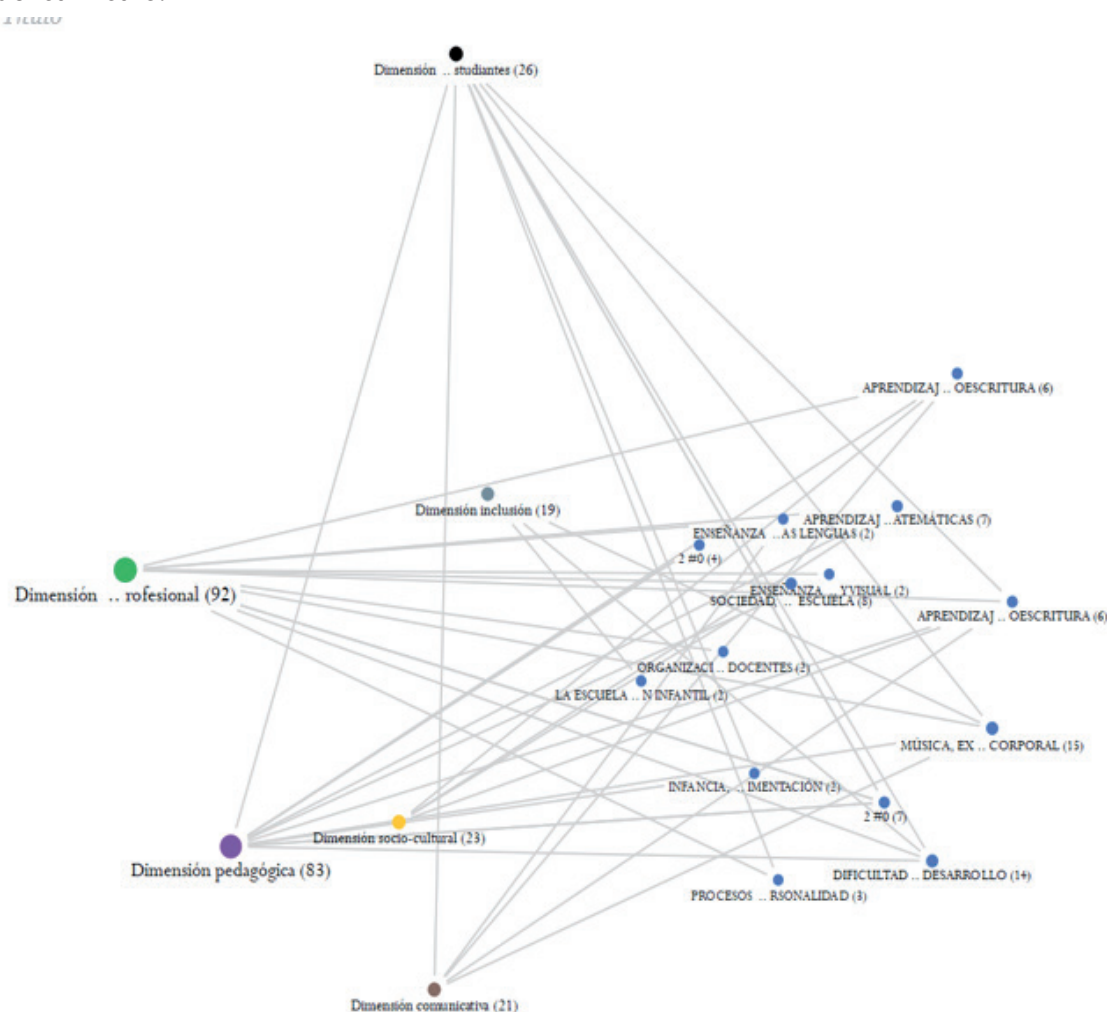 Título
Dimensión .. studiantes (26)
APRENDIZAJ .. OESCRITURA (6)
Dimensión inclusión (19)
APRENDIZAJ .. ATEMÁTICAS (7)
ENSEÑANZA .. AS LENGUAS (2)
2 #0 (4)
Dimensión .. rofesional (92)
ENSEÑANZA .. YVISUAL (2)
SOCIEDAD, .. ESCUELA (8)
APRENDIZAJ .. OESCRITURA (6)
ORGANIZACI .. DOCENTES (2)
LA ESCUELA .. N INFANTIL (2)
MÚSICA, EX .. CORPORAL (15)
INFANCIA, .. IMENTACIÓN (2)
2 #0 (7)
Dimensión socio-cultural (23)
Dimensión pedagógica (83)
DIFICULTAD .. DESARROLLO (14)
PROCESOS .. RSONALIDAD (3)
Dimensión comunicativa (21)